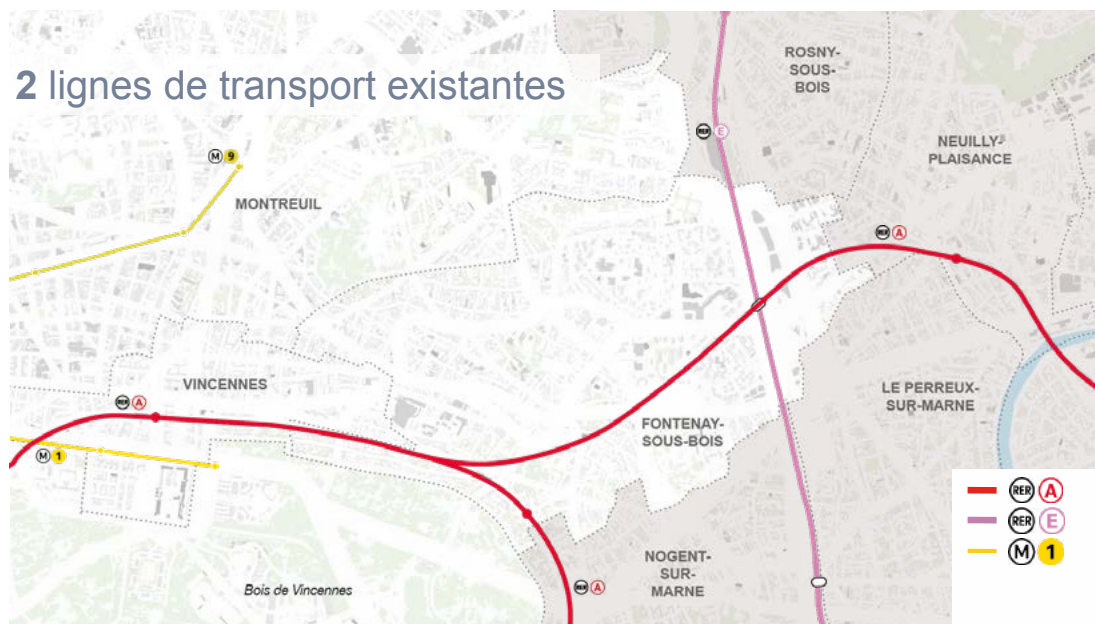 2 lignes de transport existantes
ROSNY-
SOUS-
BOIS
RER E
NEUILLY-
PLAISANCE
M 9
MONTREUIL
RER A
VINCENNES
LE PERREUX-
SUR-MARNE
RER A
FONTENAY-
SOUS-BOIS
M 1
NOGENT-
SUR-
MARNE
RER A
Bois de Vincennes
RER A
RER E
M 1